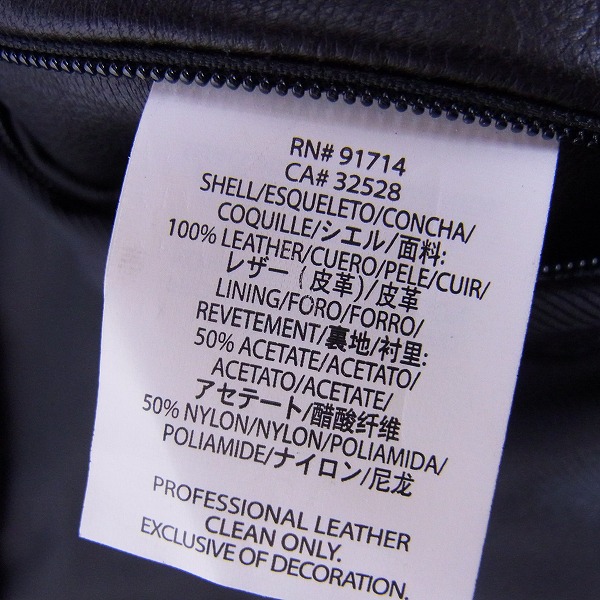 RN# 91714
CA# 32528
SHELL/ESQUELETO/CONCHA/
COQUILLE/シエル/面料:
100% LEATHER/CUERO/PELE/CUIR/
レザー (皮革)/皮革
LINING/FORO/FORRO/
REVETEMENT/裏地/衬里:
50% ACETATE/ACETATO/
ACETATO/ACETATE/
アセテート/醋酸纤维
50% NYLON/NYLON/POLIAMIDA/
POLIAMIDE/ナイロン/尼龙
PROFESSIONAL LEATHER
CLEAN ONLY.
EXCLUSIVE OF DECORATION.